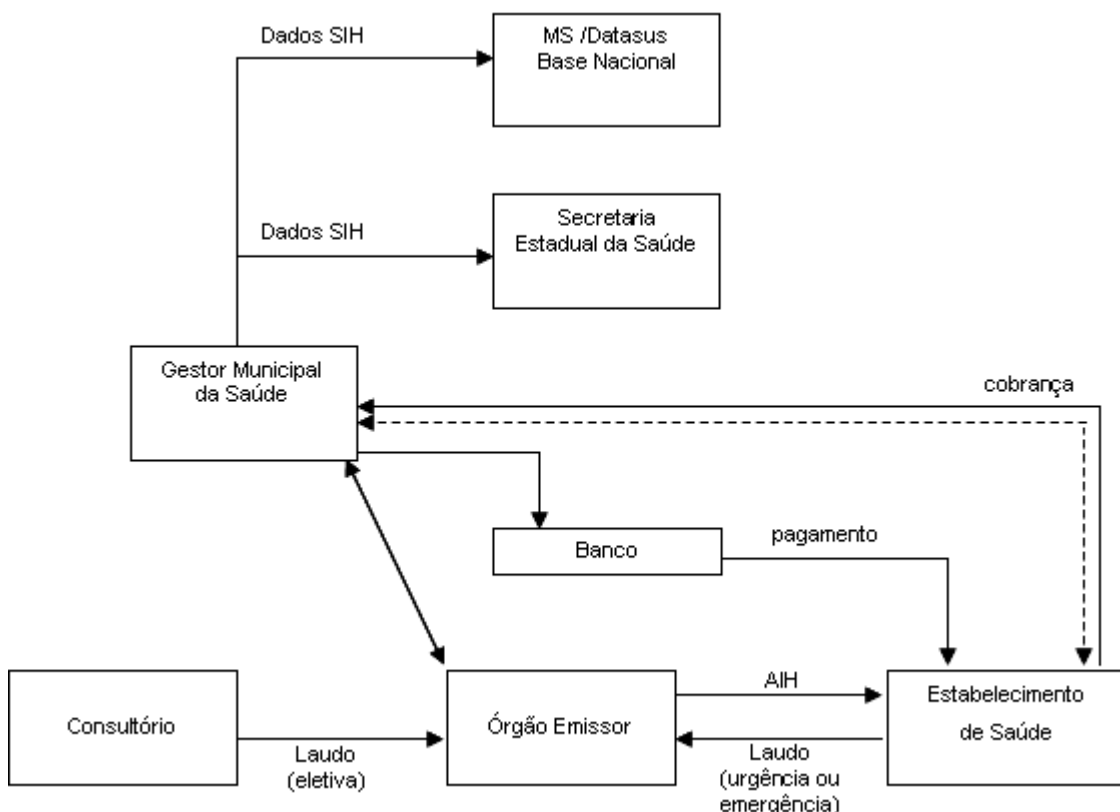 Dados SIH
MS /Datasus
Base Nacional
Dados SIH
Secretaria
Estadual da Saúde
Gestor Municipal
da Saúde
cobrança
Banco
pagamento
Consultório
Laudo
(eletiva)
Órgão Emissor
AIH
Laudo
(urgência ou
emergência)
Estabelecimento
de Saúde